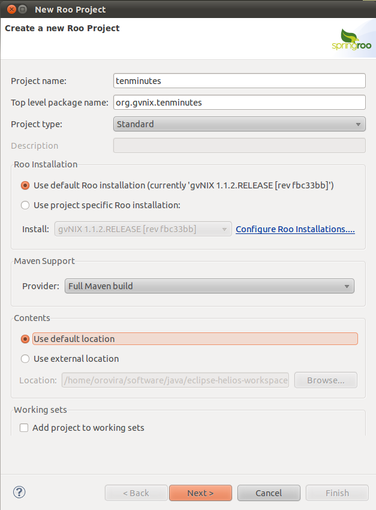 New Roo Project
Create a new Roo Project
springroo
Project name: tenminutes
Top level package name: org.gvnix.tenminutes
Project type: Standard
Description
Roo Installation
Use default Roo installation (currently 'gvNIX 1.1.2.RELEASE [rev fbc33bb]')
Use project specific Roo installation:
Install: gvNIX 1.1.2.RELEASE [rev fbc33bb] Configure Roo Installations....
Maven Support
Provider: Full Maven build
Contents
Use default location
Use external location
Location: /home/orovira/software/java/eclipse-helios-workspace Browse...
Working sets
Add project to working sets
? < Back Next > Cancel Finish